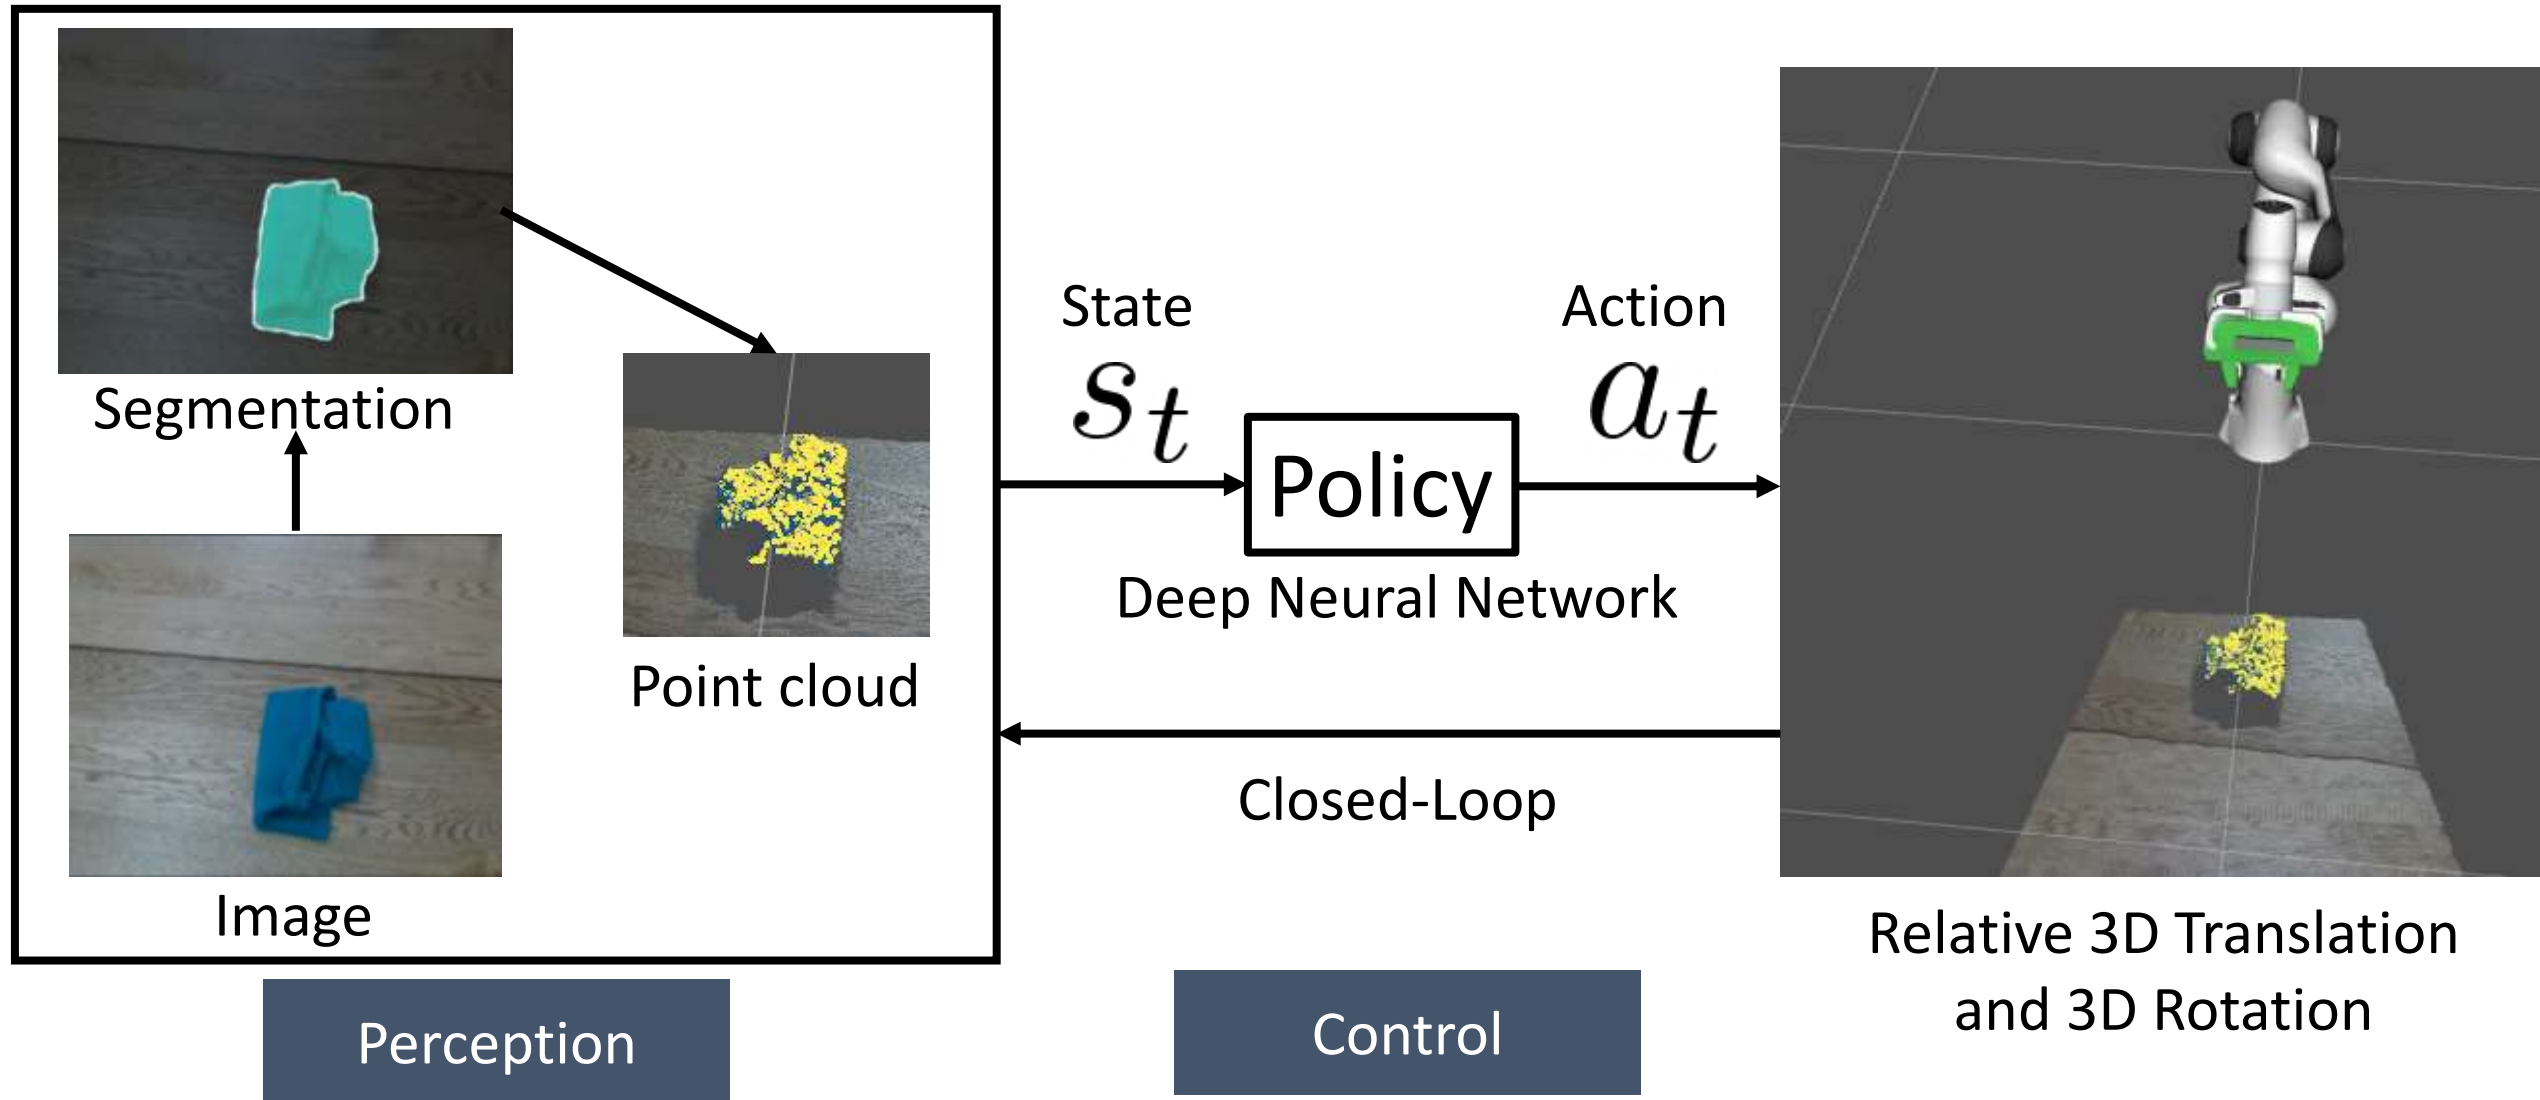 Segmentation
Image
Point cloud
Perception
State
s_t
Policy
Deep Neural Network
Action
a_t
Closed-Loop
Control
Relative 3D Translation
and 3D Rotation